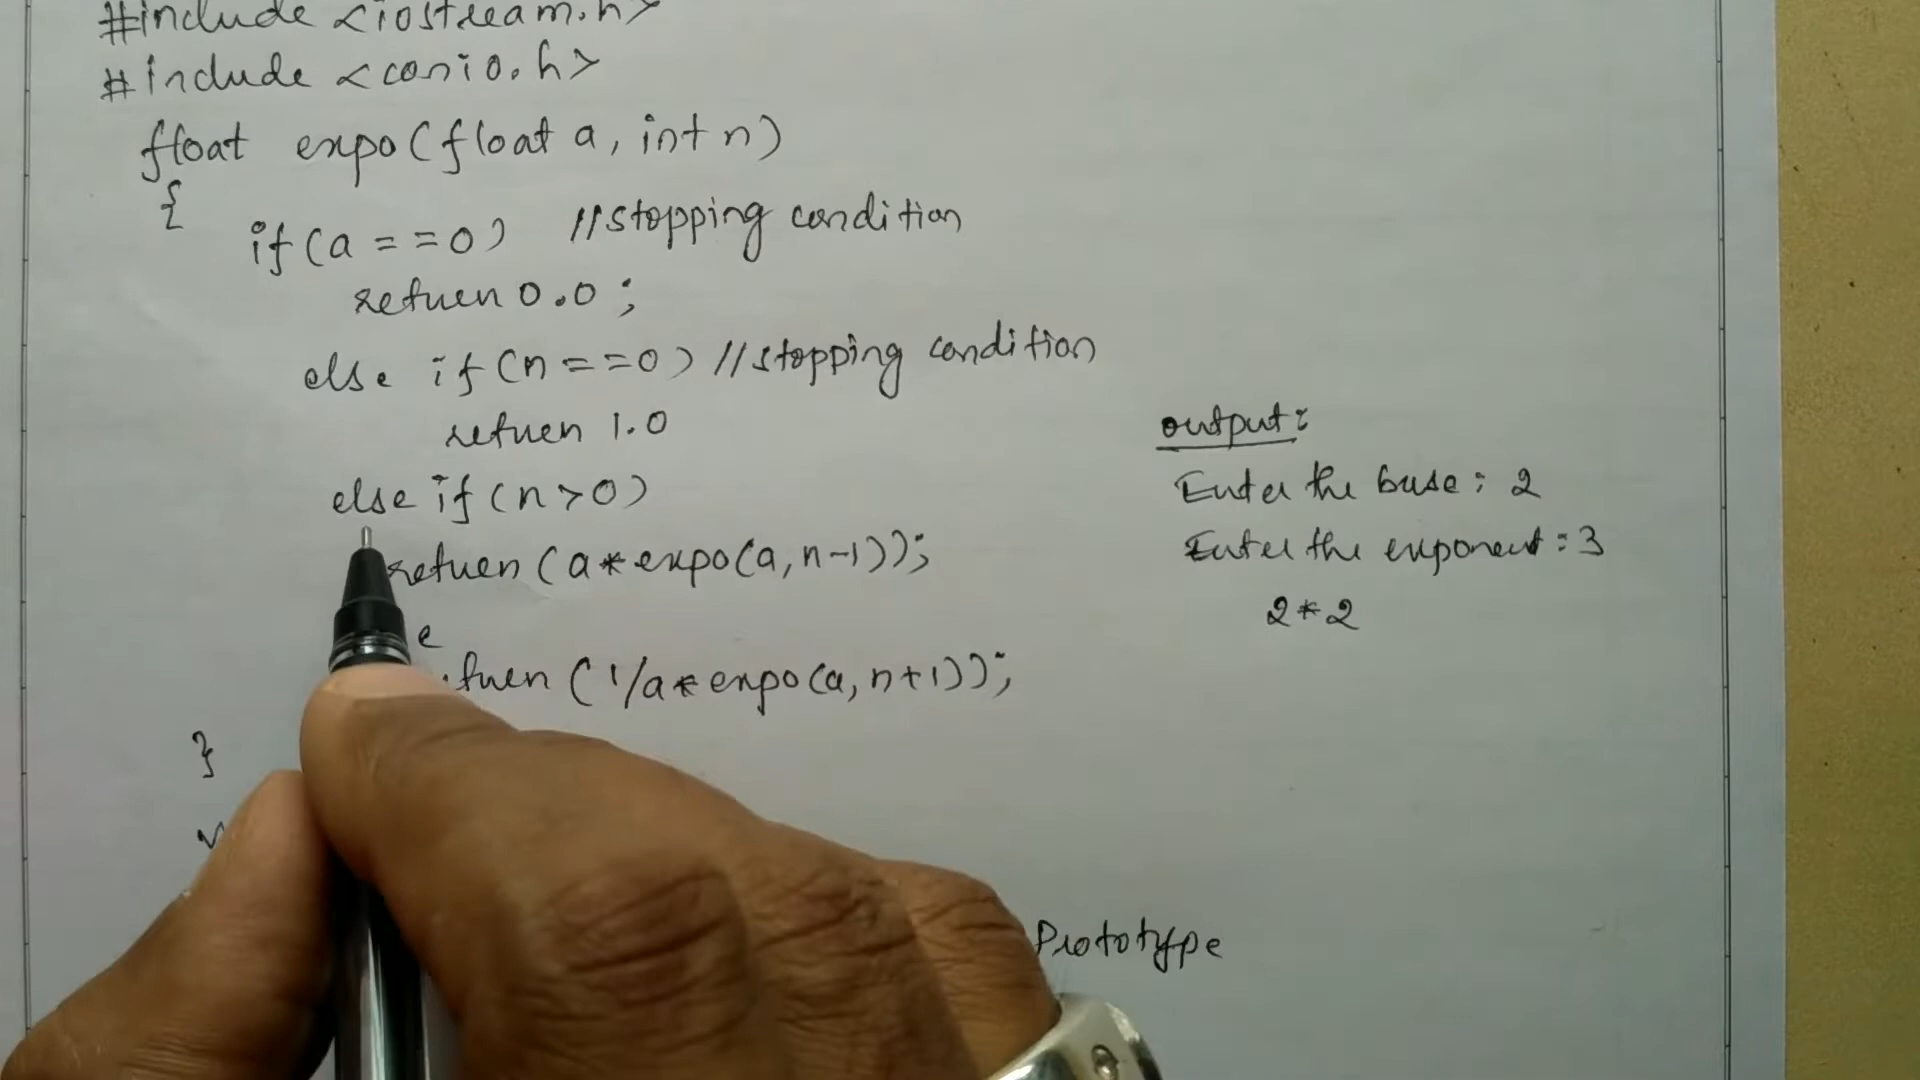 #include <iostream.h>
#include <conio.h>
float expo(float a, int n)
{
if(a==0) //stopping condition
return 0.0;
else if(n==0) //stopping condition
return 1.0
else if(n>0)
return(a*expo(a,n-1));
e
turn(1/a*expo(a,n+1));
}
Prototype
output:
Enter the base: 2
Enter the exponent: 3
2*2